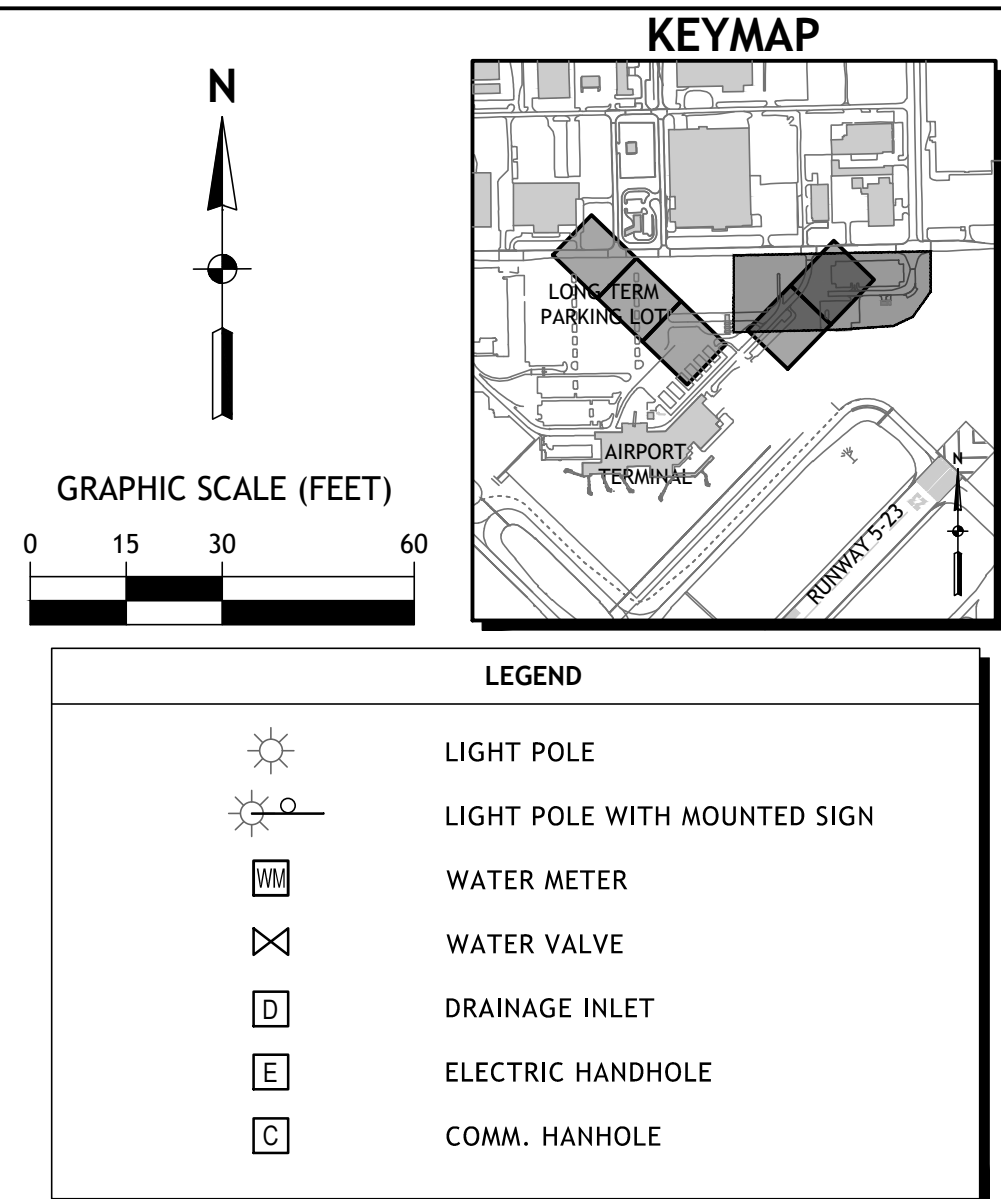 KEYMAP
N
LONG TERM
PARKING LOT
AIRPORT
TERMINAL
N
RUNWAY 5-23
GRAPHIC SCALE (FEET)
0 15 30 60
LEGEND
LIGHT POLE
LIGHT POLE WITH MOUNTED SIGN
WM WATER METER
WATER VALVE
D DRAINAGE INLET
E ELECTRIC HANDHOLE
C COMM. HANHOLE